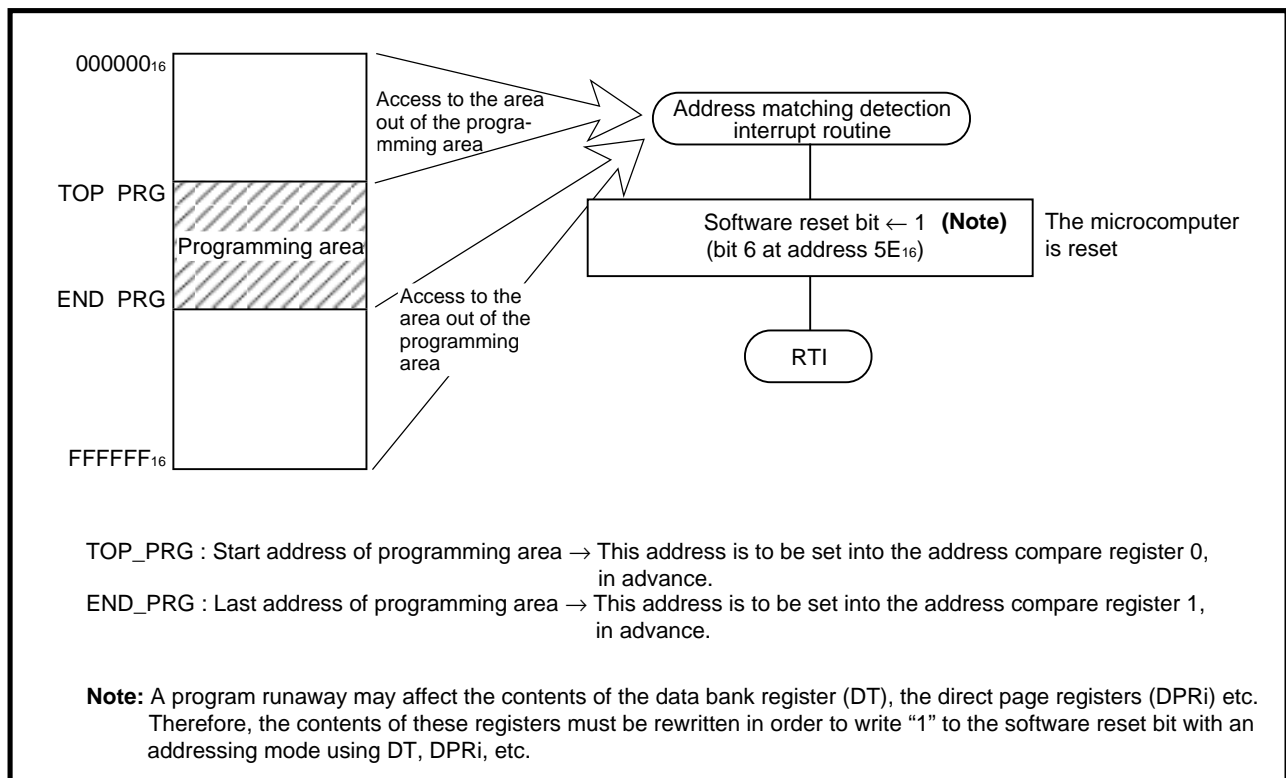 000000₁₆
Access to the area
out of the progra-
mming area
Address matching detection
interrupt routine
TOP PRG
Programming area
END PRG
Software reset bit ← 1 (Note)
(bit 6 at address 5E₁₆)
The microcomputer
is reset
Access to the
area out of the
programming
area
RTI
FFFFFF₁₆
TOP_PRG : Start address of programming area → This address is to be set into the address compare register 0,
in advance.
END_PRG : Last address of programming area → This address is to be set into the address compare register 1,
in advance.
Note: A program runaway may affect the contents of the data bank register (DT), the direct page registers (DPRi) etc.
Therefore, the contents of these registers must be rewritten in order to write “1” to the software reset bit with an
addressing mode using DT, DPRi, etc.